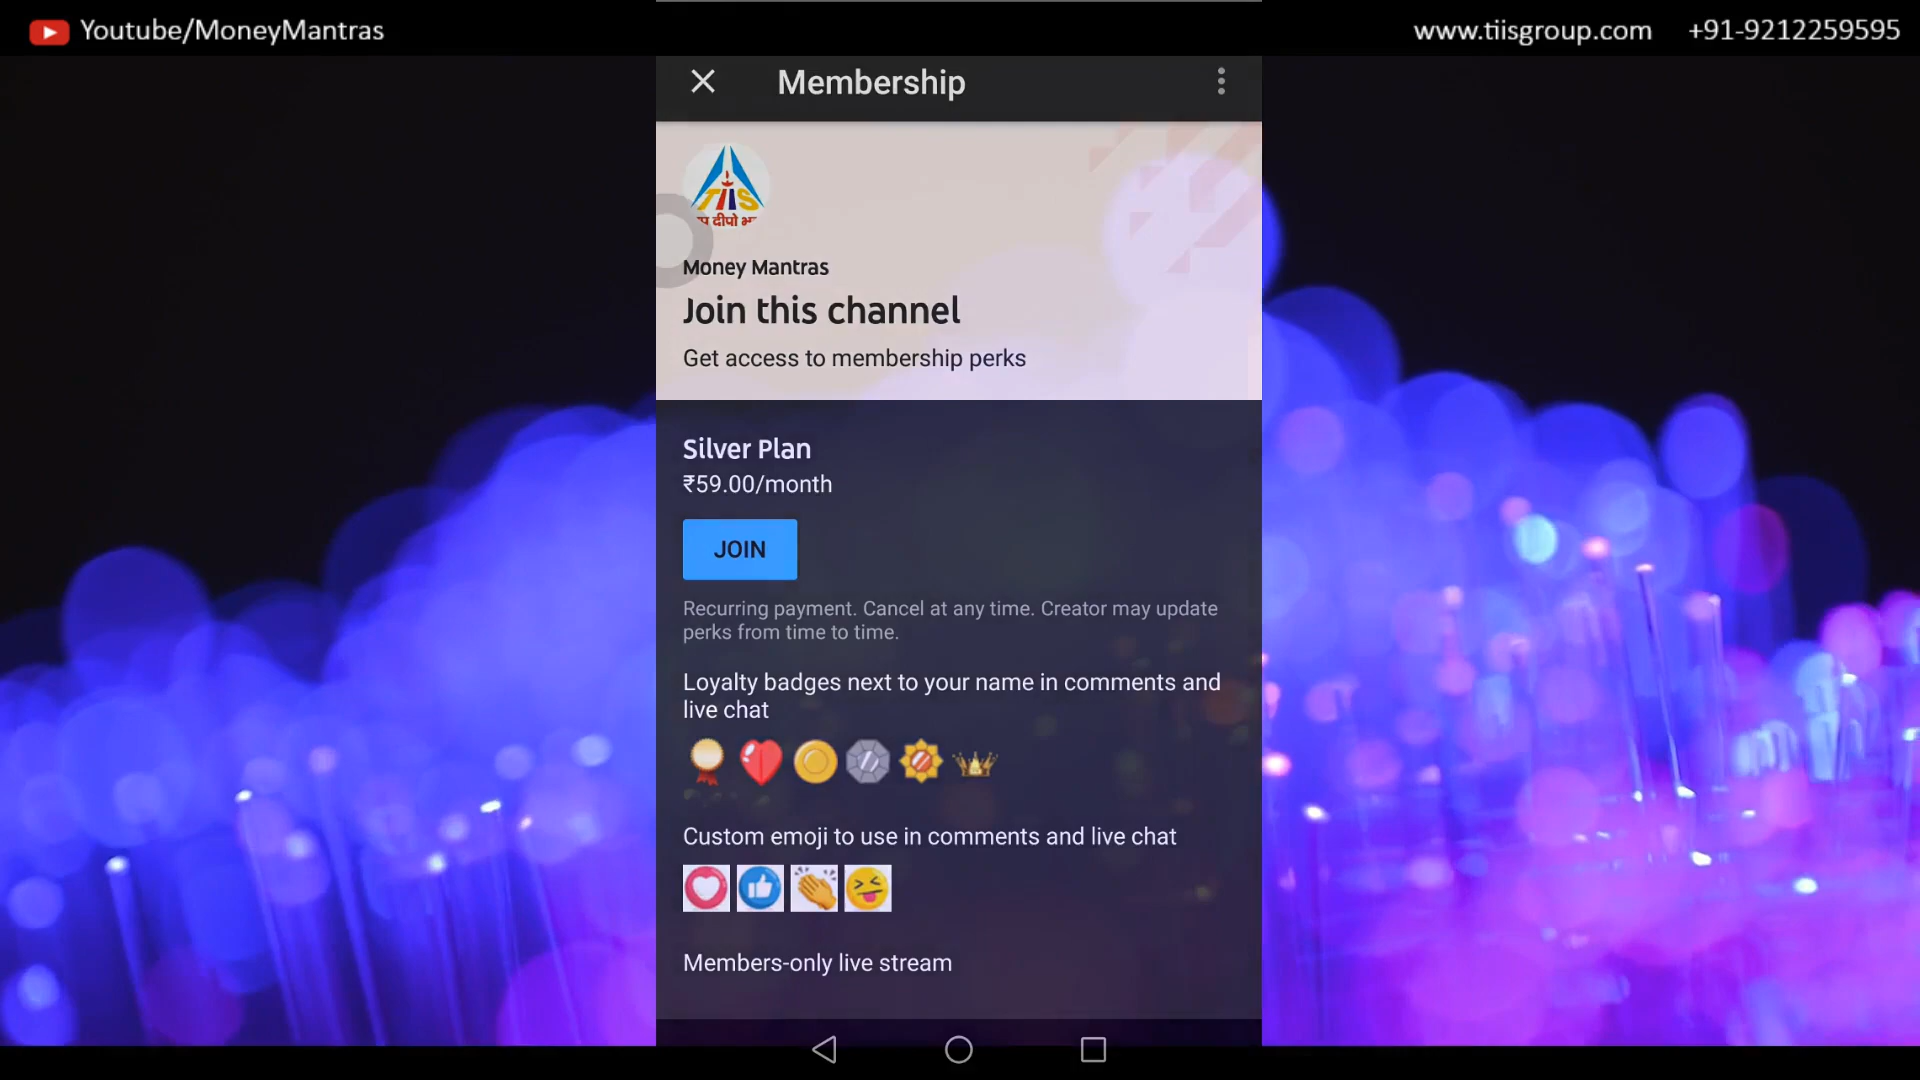 Youtube/MoneyMantras
www.tiisgroup.com +91-9212259595
Membership
TIIS
Money Mantras
Join this channel
Get access to membership perks
Silver Plan
₹59.00/month
JOIN
Recurring payment. Cancel at any time. Creator may update
perks from time to time.
Loyalty badges next to your name in comments and
live chat
Custom emoji to use in comments and live chat
Members-only live stream